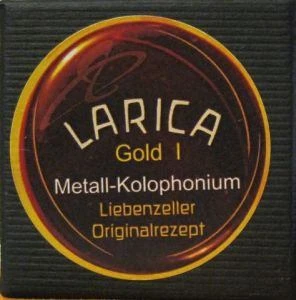 LARICA
Gold I
Metall-Kolophonium
Liebenzeller
Originalrezept